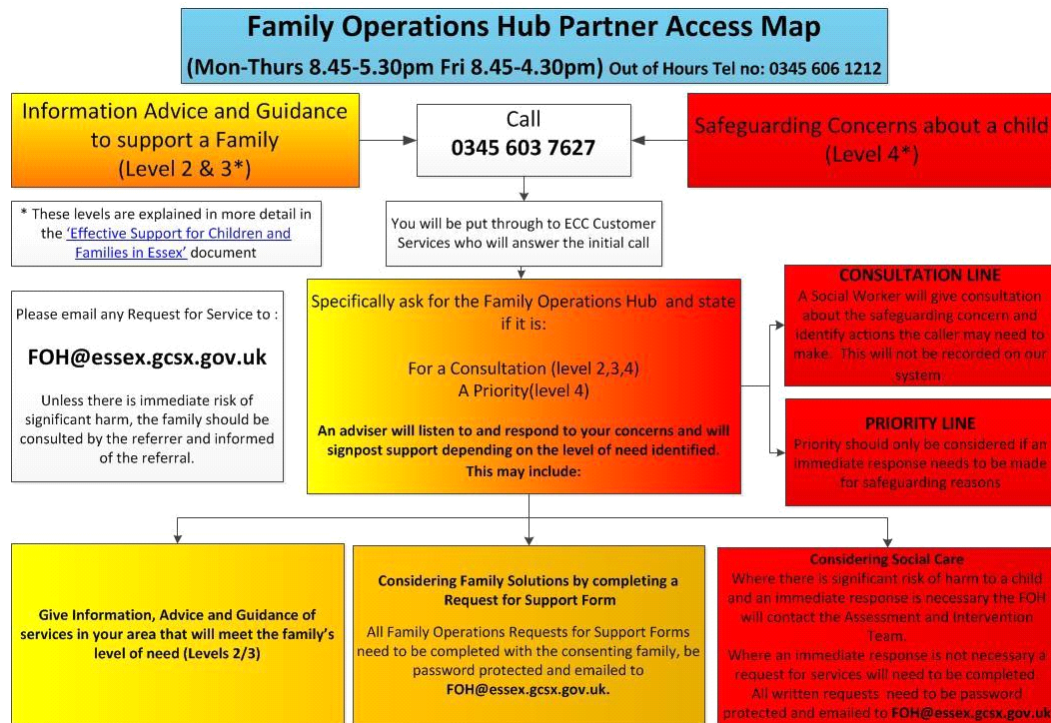 Family Operations Hub Partner Access Map
(Mon-Thurs 8.45-5.30pm Fri 8.45-4.30pm) Out of Hours Tel no: 0345 606 1212
Information Advice and Guidance
to support a Family
(Level 2 & 3*)
Call
0345 603 7627
Safeguarding Concerns about a child
(Level 4*)
* These levels are explained in more detail in
the 'Effective Support for Children and
Families in Essex' document
You will be put through to ECC Customer
Services who will answer the initial call
Please email any Request for Service to :
FOH@essex.gcsx.gov.uk
Unless there is immediate risk of
significant harm, the family should be
consulted by the referrer and informed
of the referral.
Specifically ask for the Family Operations Hub and state
if it is:
For a Consultation (level 2,3,4)
A Priority(level 4)
An adviser will listen to and respond to your concerns and will
signpost support depending on the level of need identified.
This may include:
CONSULTATION LINE
A Social Worker will give consultation
about the safeguarding concern and
identify actions the caller may need to
make. This will not be recorded on our
system.
PRIORITY LINE
Priority should only be considered if an
immediate response needs to be made
for safeguarding reasons
Give Information, Advice and Guidance of
services in your area that will meet the family's
level of need (Levels 2/3)
Considering Family Solutions by completing a
Request for Support Form
All Family Operations Requests for Support Forms
need to be completed with the consenting family, be
password protected and emailed to
FOH@essex.gcsx.gov.uk.
Considering Social Care
Where there is significant risk of harm to a child
and an immediate response is necessary the FOH
will contact the Assessment and Intervention
Team.
Where an immediate response is not necessary a
request for services will need to be completed.
All written requests need to be password
protected and emailed to FOH@essex.gcsx.gov.uk